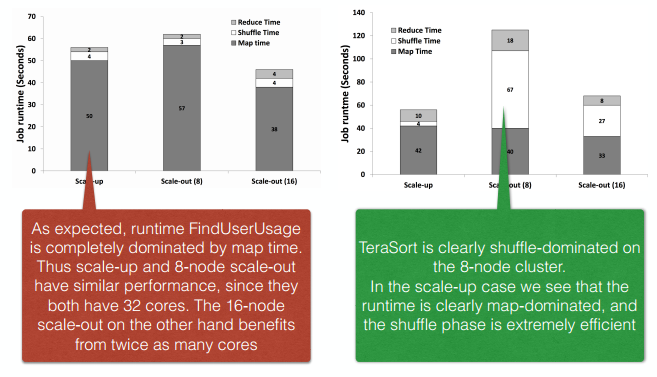 70
60
50
40
30
20
10
0
Job runtime (Seconds)
Reduce Time
Shuffle Time
Map time
2
4
50
2
3
57
4
4
38
Scale-up
Scale-out (8)
Scale-out (16)
As expected, runtime FindUserUsage
is completely dominated by map time.
Thus scale-up and 8-node scale-out
have similar performance, since they
both have 32 cores. The 16-node
scale-out on the other hand benefits
from twice as many cores
140
120
100
80
60
40
20
0
Job runtme (Seconds)
Reduce Time
Shuffle Time
Map Time
10
4
42
18
67
40
8
27
33
Scale-up
Scale-out (8)
Scale-out (16)
TeraSort is clearly shuffle-dominated on
the 8-node cluster.
In the scale-up case we see that the
runtime is clearly map-dominated, and
the shuffle phase is extremely efficient